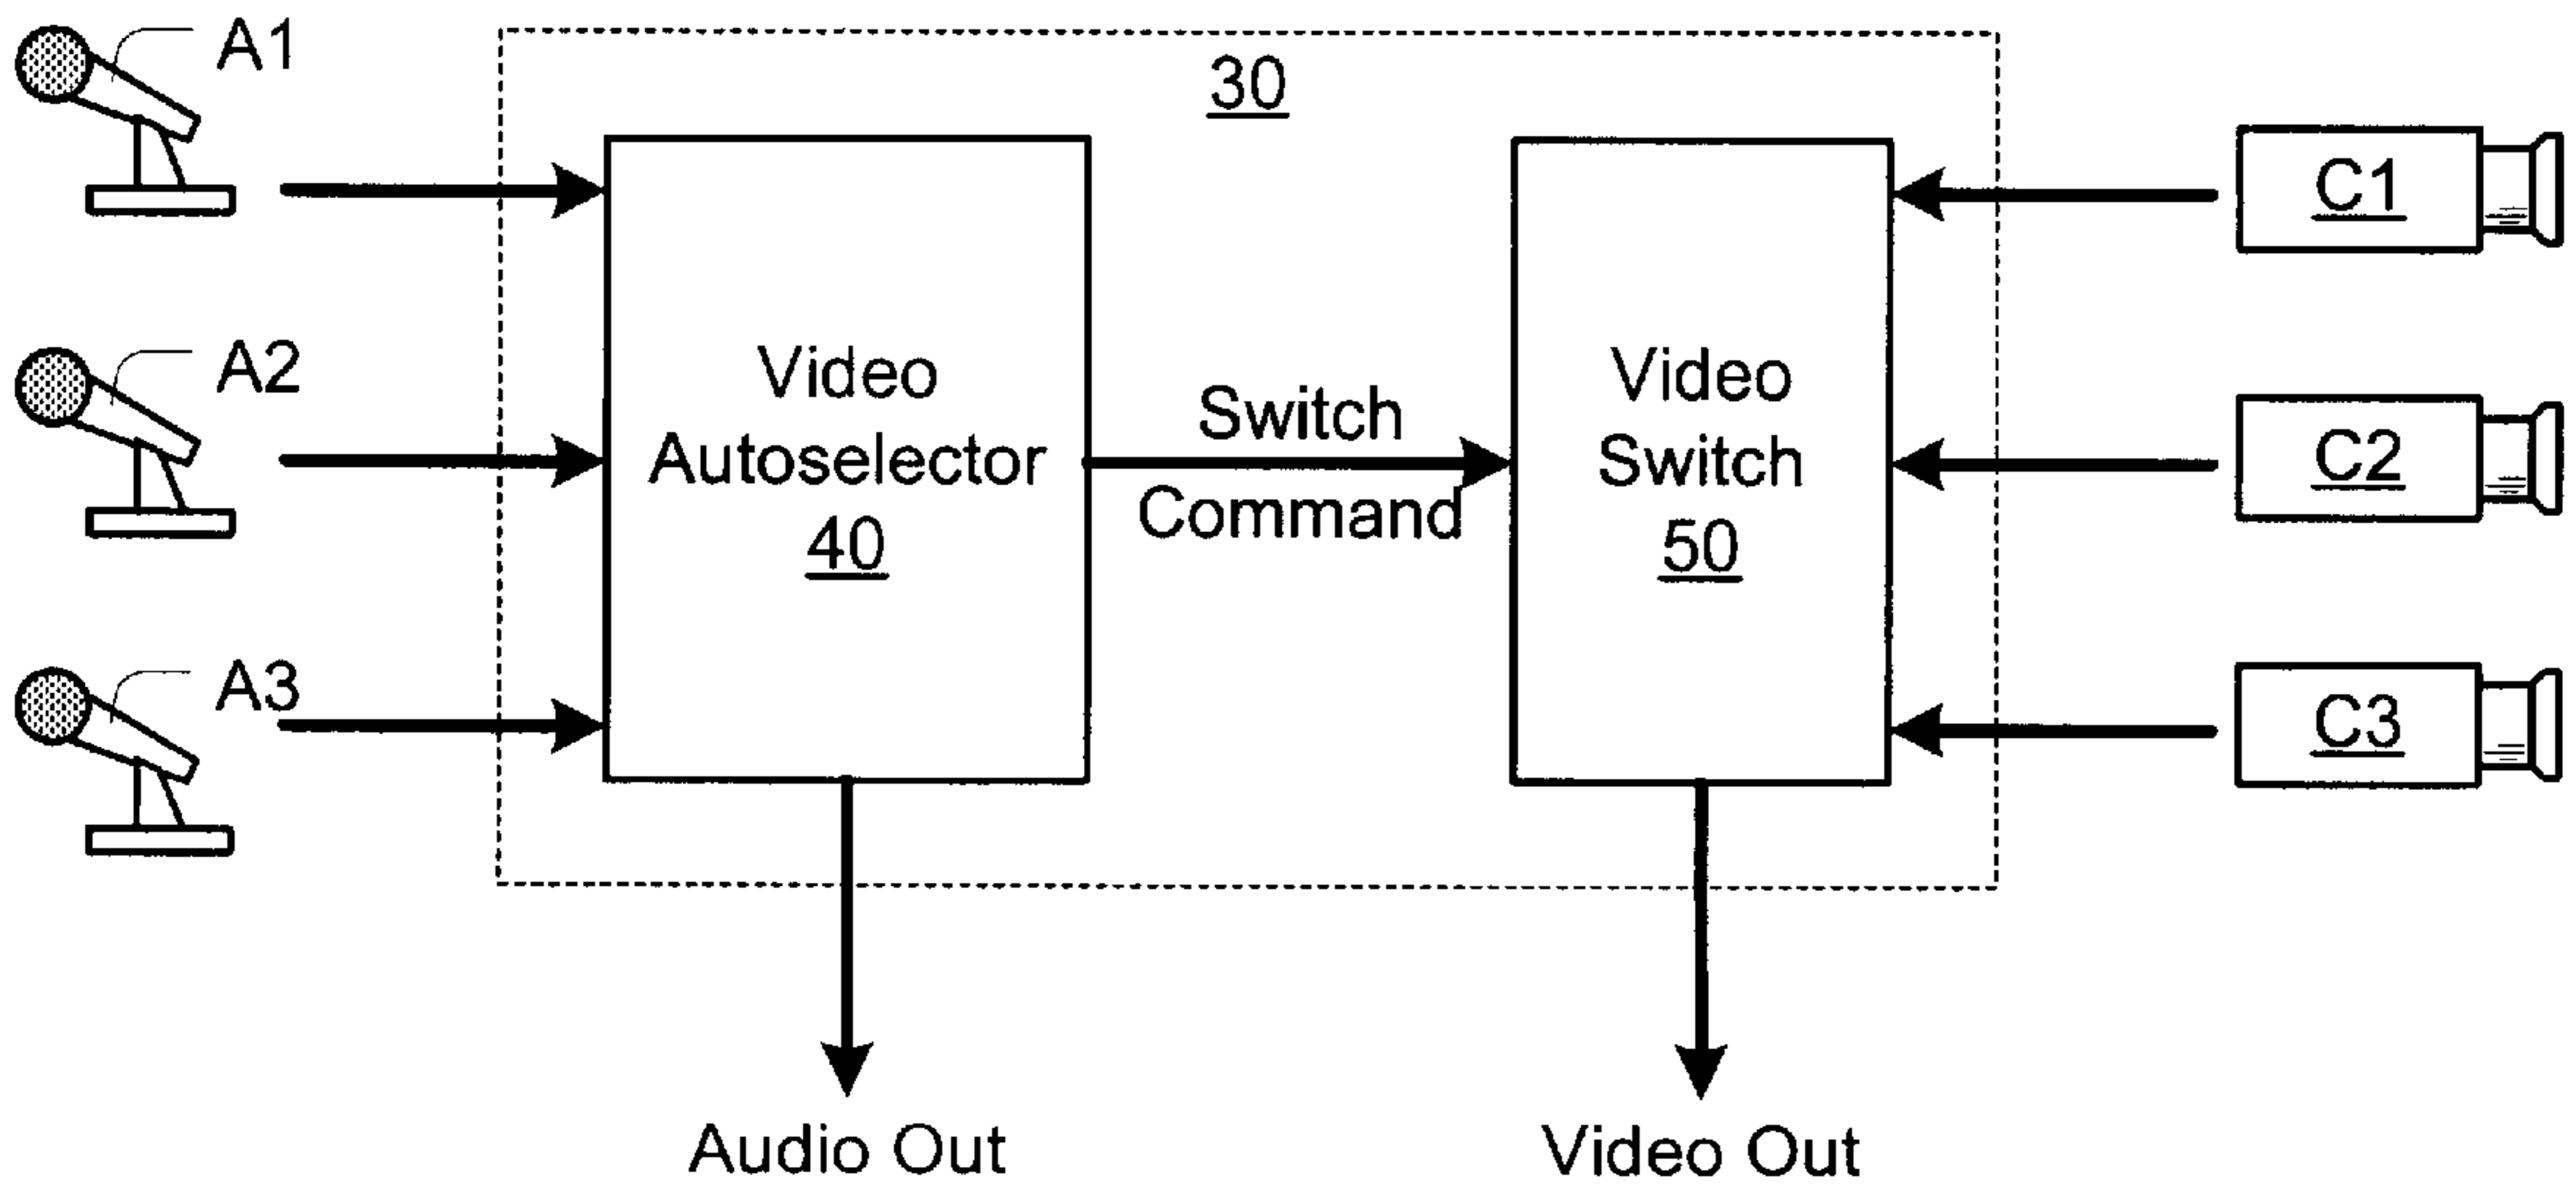 A1
30
C1
A2
Video
Autoselector
40
Switch
Command
Video
Switch
50
C2
A3
C3
Audio Out
Video Out